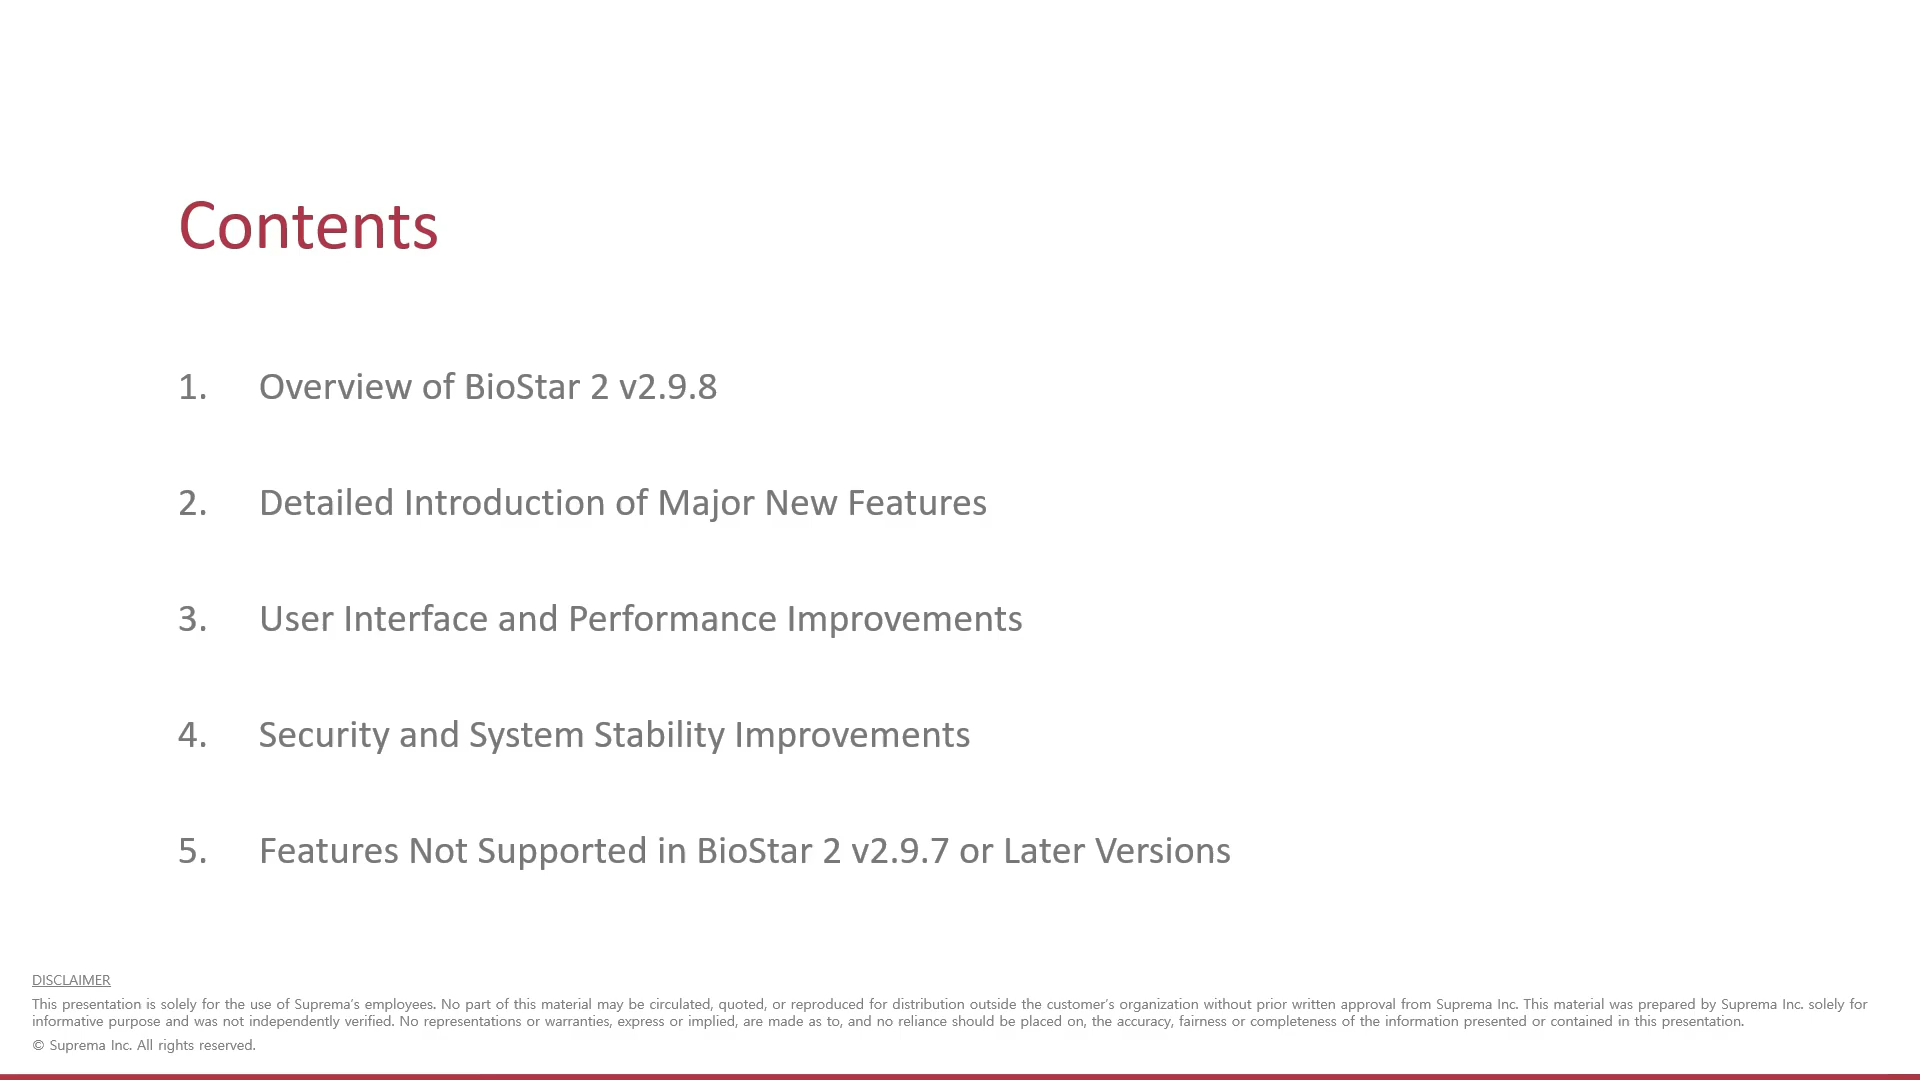 Contents
1. Overview of BioStar 2 v2.9.8
2. Detailed Introduction of Major New Features
3. User Interface and Performance Improvements
4. Security and System Stability Improvements
5. Features Not Supported in BioStar 2 v2.9.7 or Later Versions
DISCLAIMER
This presentation is solely for the use of Suprema’s employees. No part of this material may be circulated, quoted, or reproduced for distribution outside the customer’s organization without prior written approval from Suprema Inc. This material was prepared by Suprema Inc. solely for
informative purpose and was not independently verified. No representations or warranties, express or implied, are made as to, and no reliance should be placed on, the accuracy, fairness or completeness of the information presented or contained in this presentation.
© Suprema Inc. All rights reserved.